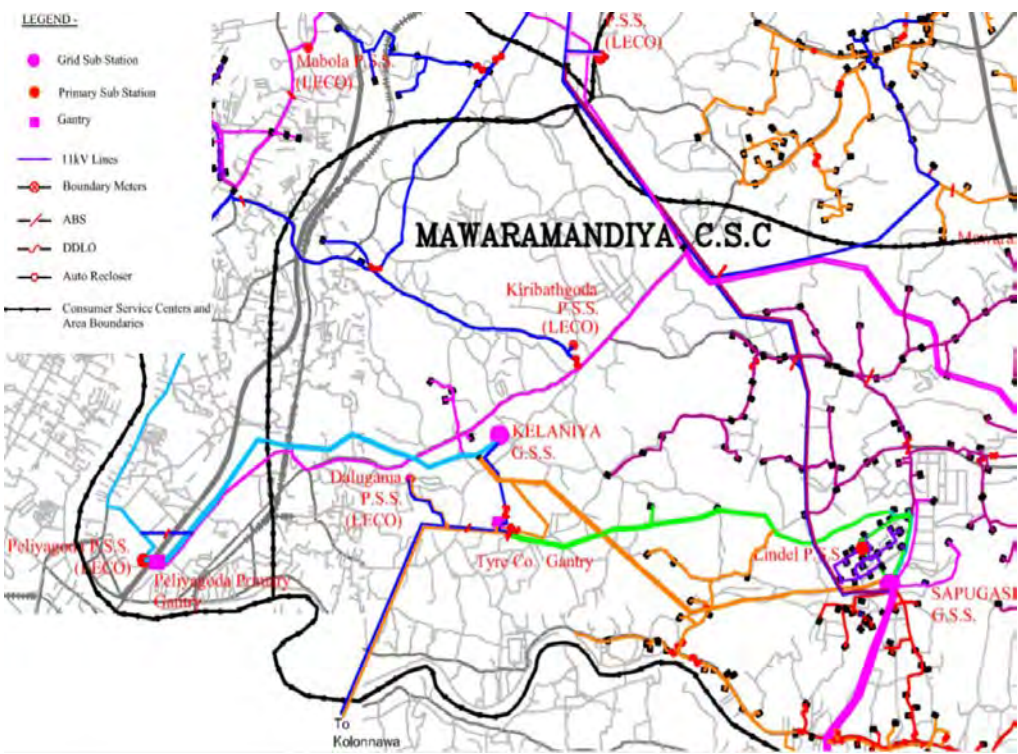 LEGEND -
Grid Sub Station
Primary Sub Station
Gantry
11kV Lines
Boundary Meters
ABS
DDLO
Auto Recloser
Consumer Service Centers and
Area Boundaries
Mabola P.S.S.
(LECO)
P.S.S.
(LECO)
MAWARAMANDIYA C.S.C
Kiribathgoda
P.S.S.
(LECO)
KELANIYA
G.S.S.
Dalugama
P.S.S.
(LECO)
Tyre Co. Gantry
Lindel P.S.S.
Peliyagoda P.S.S.
(LECO)
Peliyagoda Primary
Gantry
SAPUGAS
G.S.S.
To
Kolonnawa